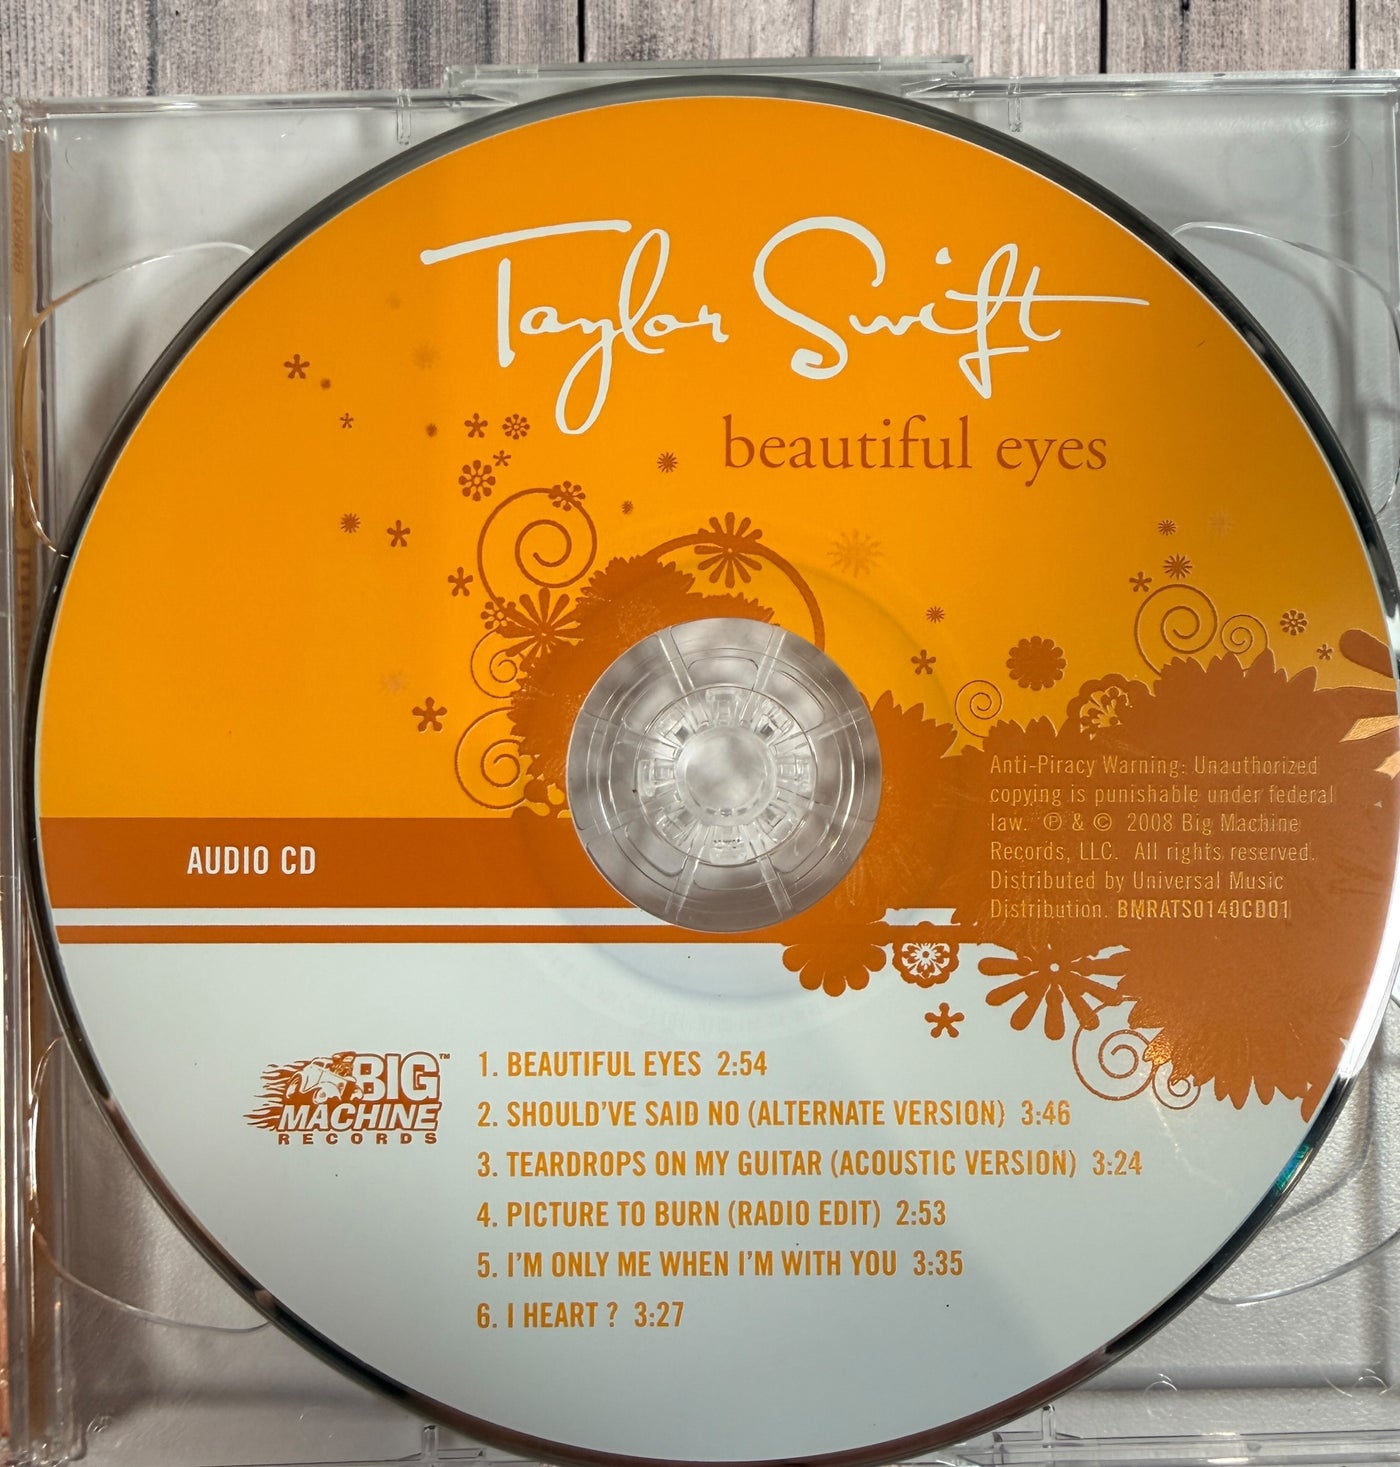 Taylor Swift
beautiful eyes
Anti-Piracy Warning: Unauthorized
copying is punishable under federal
law. ℗ & © 2008 Big Machine
Records, LLC. All rights reserved.
Distributed by Universal Music
Distribution. BMRATS0140CD01
AUDIO CD
BIG™
MACHINE
RECORDS
1. BEAUTIFUL EYES 2:54
2. SHOULD'VE SAID NO (ALTERNATE VERSION) 3:46
3. TEARDROPS ON MY GUITAR (ACOUSTIC VERSION) 3:24
4. PICTURE TO BURN (RADIO EDIT) 2:53
5. I'M ONLY ME WHEN I'M WITH YOU 3:35
6. I HEART ? 3:27